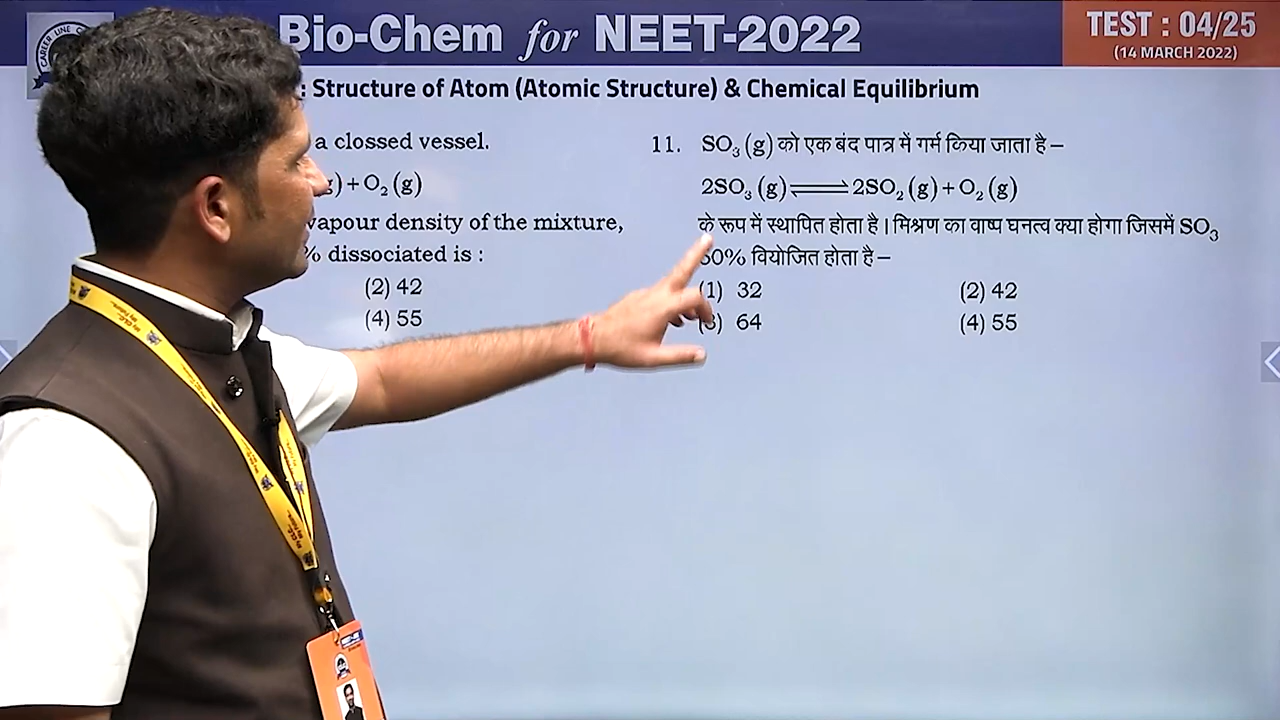 Bio-Chem for NEET-2022
TEST : 04/25
(14 MARCH 2022)
: Structure of Atom (Atomic Structure) & Chemical Equilibrium
a clossed vessel.
g) + O₂ (g)
vapour density of the mixture,
% dissociated is :
(2) 42
(4) 55
11. SO₃ (g) को एक बंद पात्र में गर्म किया जाता है –
2SO₃ (g) ⇌ 2SO₂ (g) + O₂ (g)
के रूप में स्थापित होता है। मिश्रण का वाष्प घनत्व क्या होगा जिसमें SO₃
50% वियोजित होता है –
(1) 32 (2) 42
(3) 64 (4) 55